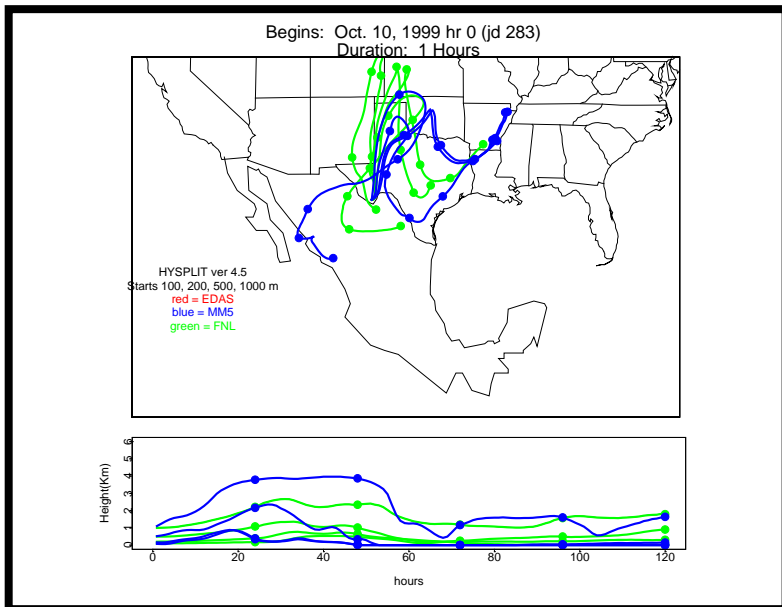 Begins: Oct. 10, 1999 hr 0 (jd 283)
Duration: 1 Hours
HYSPLIT ver 4.5
Starts 100, 200, 500, 1000 m
red = EDAS
blue = MM5
green = FNL
Height(Km)
6
5
4
3
2
1
0
0 20 40 60 80 100 120
hours